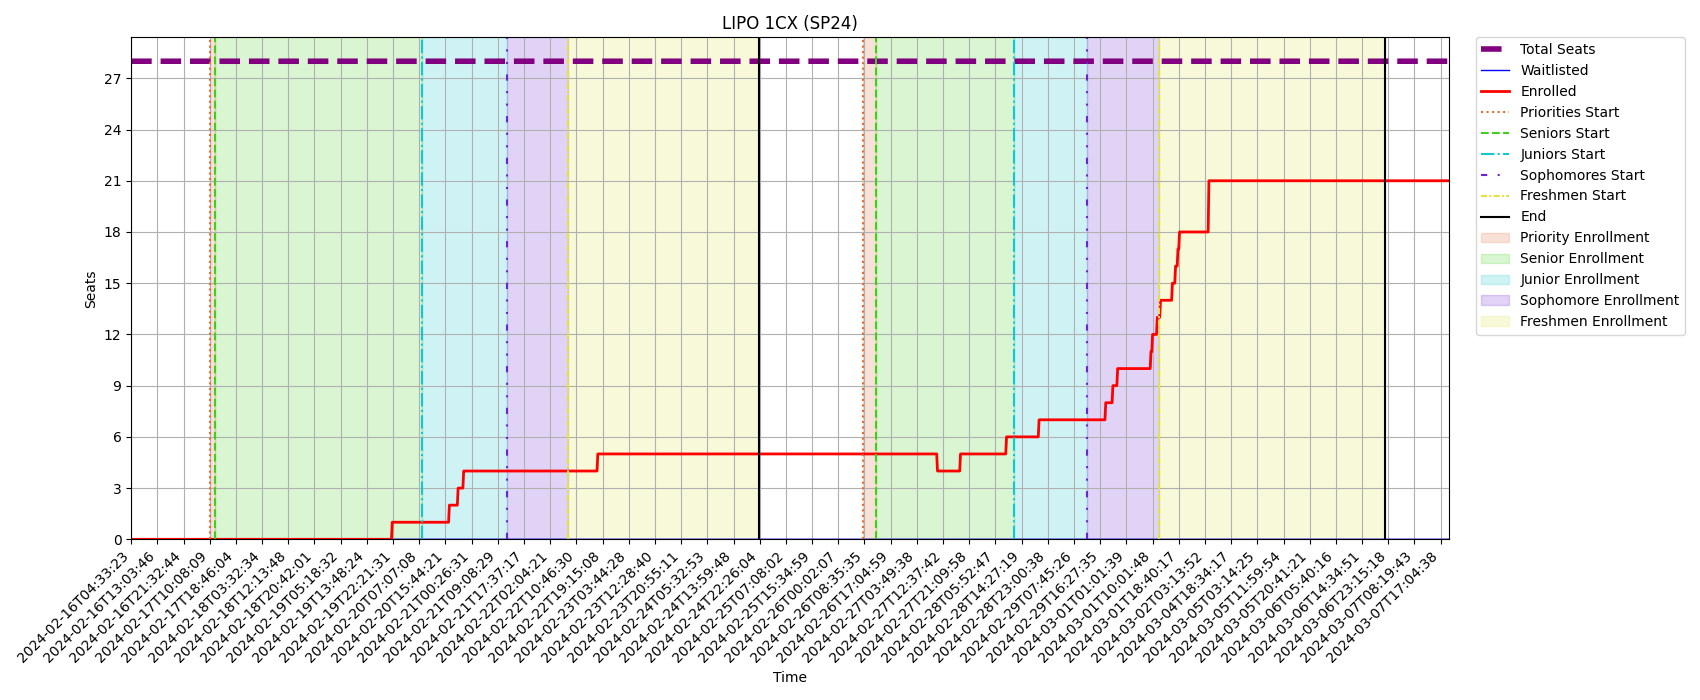 LIPO 1CX (SP24)
Seats
27
24
21
18
15
12
9
6
3
0
2024-02-16T04:33:23
2024-02-16T13:03:46
2024-02-16T21:32:44
2024-02-17T10:08:09
2024-02-17T18:46:04
2024-02-18T03:32:34
2024-02-18T12:13:48
2024-02-18T20:42:01
2024-02-19T05:18:32
2024-02-19T13:48:24
2024-02-19T22:21:31
2024-02-20T07:07:08
2024-02-20T15:44:21
2024-02-21T00:26:31
2024-02-21T09:08:29
2024-02-21T17:37:17
2024-02-22T02:04:21
2024-02-22T10:46:30
2024-02-22T19:15:08
2024-02-23T03:44:28
2024-02-23T12:28:40
2024-02-23T20:55:11
2024-02-24T05:32:53
2024-02-24T13:59:48
2024-02-24T22:26:04
2024-02-25T07:08:02
2024-02-25T15:34:59
2024-02-26T00:02:07
2024-02-26T08:35:35
2024-02-26T17:04:59
2024-02-27T03:49:38
2024-02-27T12:37:42
2024-02-27T21:09:58
2024-02-28T05:52:47
2024-02-28T14:27:19
2024-02-28T23:00:38
2024-02-29T07:45:26
2024-02-29T16:27:35
2024-03-01T01:01:39
2024-03-01T10:01:48
2024-03-01T18:40:17
2024-03-02T03:13:52
2024-03-04T18:34:17
2024-03-05T03:14:25
2024-03-05T11:59:54
2024-03-05T20:41:21
2024-03-06T05:40:16
2024-03-06T14:34:51
2024-03-06T23:15:18
2024-03-07T08:19:43
2024-03-07T17:04:38
Time
Total Seats
Waitlisted
Enrolled
Priorities Start
Seniors Start
Juniors Start
Sophomores Start
Freshmen Start
End
Priority Enrollment
Senior Enrollment
Junior Enrollment
Sophomore Enrollment
Freshmen Enrollment